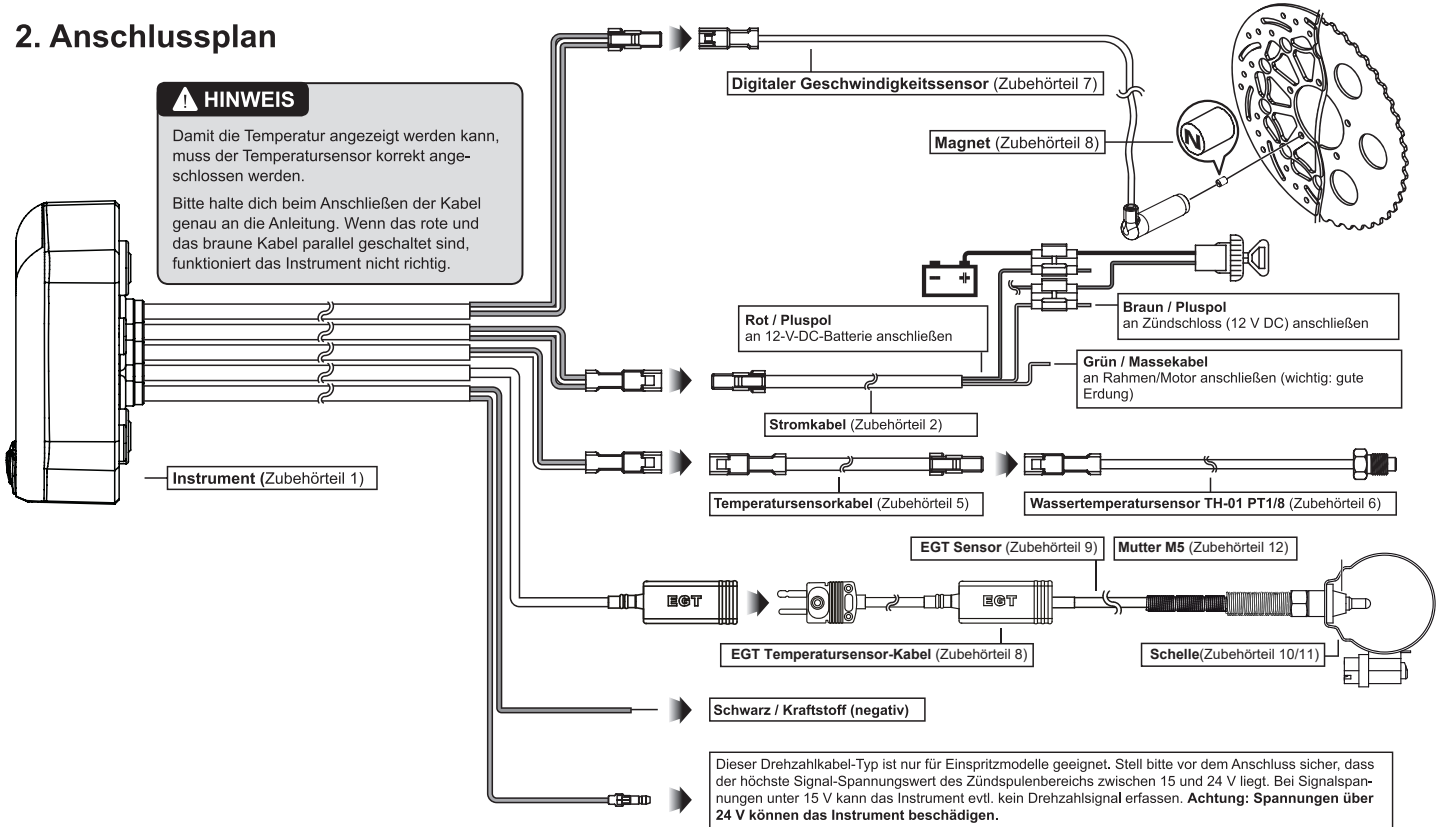 2. Anschlussplan
HINWEIS
Damit die Temperatur angezeigt werden kann,
muss der Temperatursensor korrekt ange-
schlossen werden.
Bitte halte dich beim Anschließen der Kabel
genau an die Anleitung. Wenn das rote und
das braune Kabel parallel geschaltet sind,
funktioniert das Instrument nicht richtig.
Digitaler Geschwindigkeitssensor (Zubehörteil 7)
Magnet (Zubehörteil 8)
N
Rot / Pluspol
an 12-V-DC-Batterie anschließen
- +
Braun / Pluspol
an Zündschloss (12 V DC) anschließen
Grün / Massekabel
an Rahmen/Motor anschließen (wichtig: gute
Erdung)
Stromkabel (Zubehörteil 2)
Instrument (Zubehörteil 1)
Temperatursensorkabel (Zubehörteil 5)
Wassertemperatursensor TH-01 PT1/8 (Zubehörteil 6)
EGT Sensor (Zubehörteil 9)
Mutter M5 (Zubehörteil 12)
EGT
EGT
EGT Temperatursensor-Kabel (Zubehörteil 8)
Schelle(Zubehörteil 10/11)
Schwarz / Kraftstoff (negativ)
Dieser Drehzahlkabel-Typ ist nur für Einspritzmodelle geeignet. Stell bitte vor dem Anschluss sicher, dass
der höchste Signal-Spannungswert des Zündspulenbereichs zwischen 15 und 24 V liegt. Bei Signalspan-
nungen unter 15 V kann das Instrument evtl. kein Drehzahlsignal erfassen. Achtung: Spannungen über
24 V können das Instrument beschädigen.